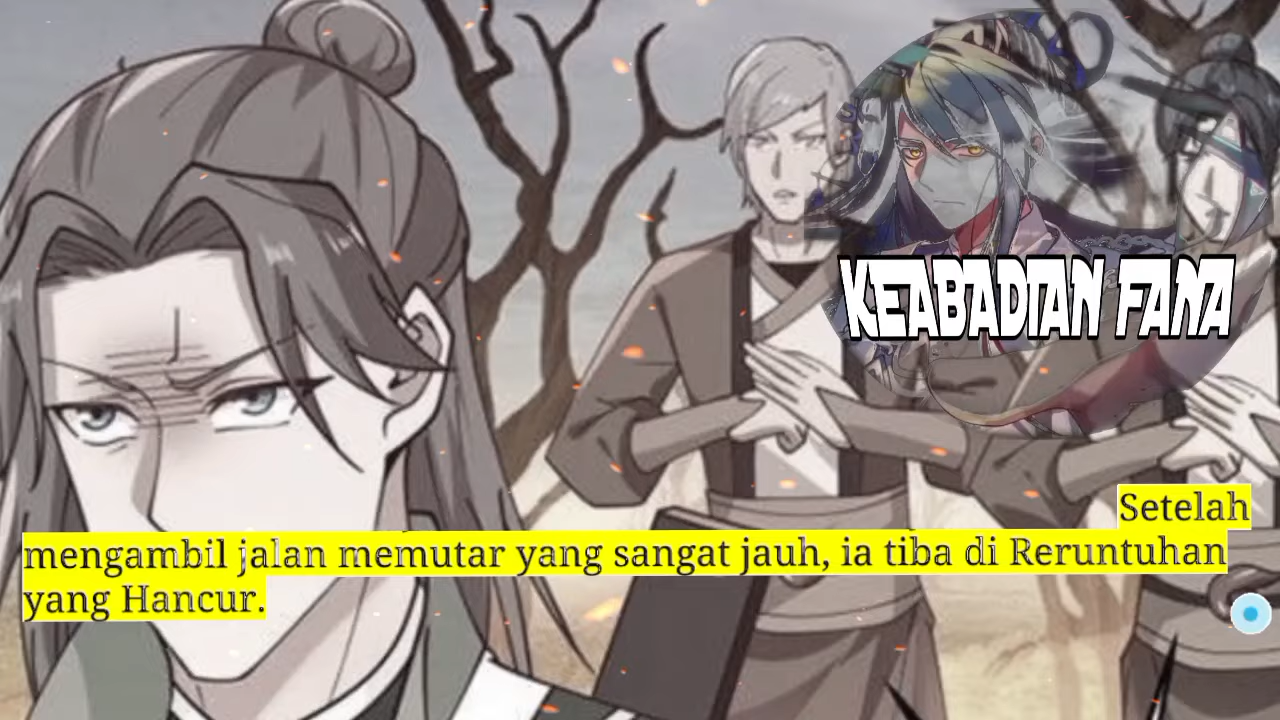 KEABADIAN FANA
Setelah
mengambil jalan memutar yang sangat jauh, ia tiba di Reruntuhan
yang Hancur.